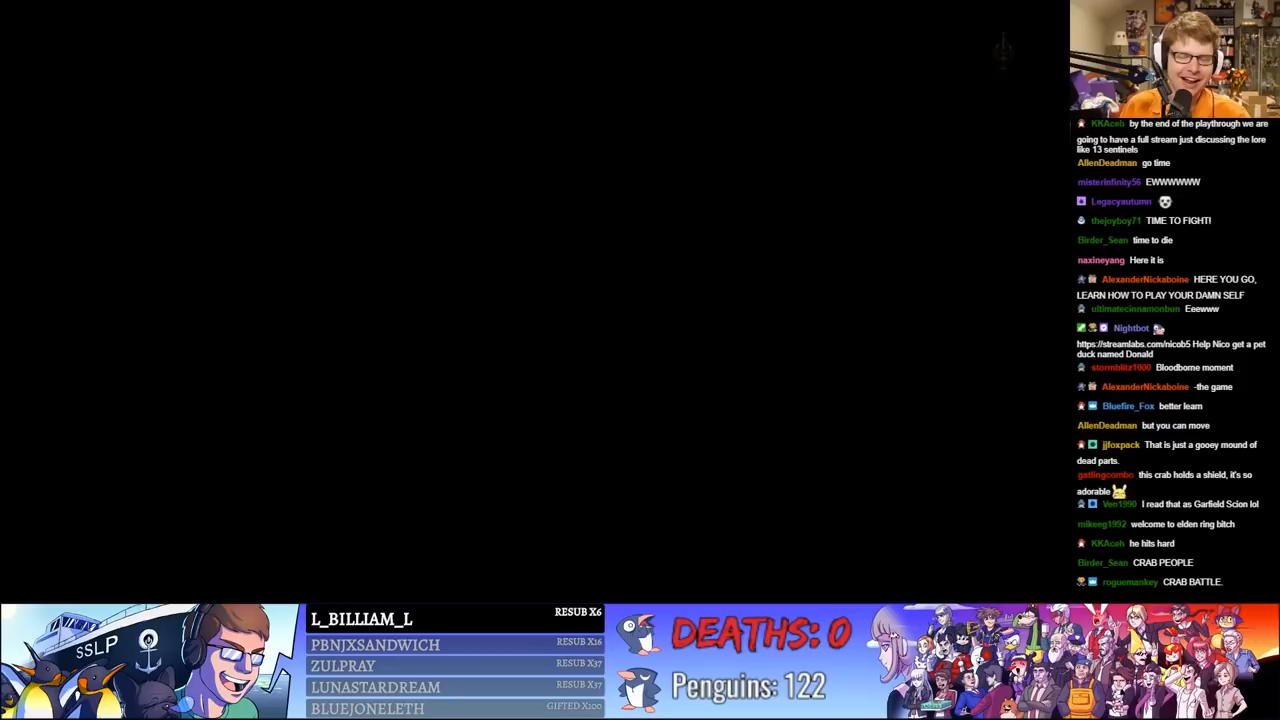 KKAceh by the end of the playthrough we are
going to have a full stream just discussing the lore
like 13 sentinels
AllenDeadman go time
misterinfinity56 EWWWWWW
Legacyautumn
thejoyboy71 TIME TO FIGHT!
Birder_Sean time to die
naxineyang Here it is
AlexanderNickaboine HERE YOU GO,
LEARN HOW TO PLAY YOUR DAMN SELF
ultimatecinnamonbun Eeewww
Nightbot
https://streamlabs.com/nicob5 Help Nico get a pet
duck named Donald
stormblitz1000 Bloodborne moment
AlexanderNickaboine -the game
Bluefire_Fox better learn
AllenDeadman but you can move
jjfoxpack That is just a gooey mound of
dead parts.
gatlingcombo this crab holds a shield, it's so
adorable
Ven1990 I read that as Garfield Scion lol
mikeeg1992 welcome to elden ring bitch
KKAceh he hits hard
Birder_Sean CRAB PEOPLE
roguemankey CRAB BATTLE.
SSLP
L_BILLIAM_L RESUB X6
PBNJXSANDWICH RESUB X16
ZULPRAY RESUB X37
LUNASTARDREAM RESUB X37
BLUEJONELETH GIFTED X100
DEATHS: 0
Penguins: 122